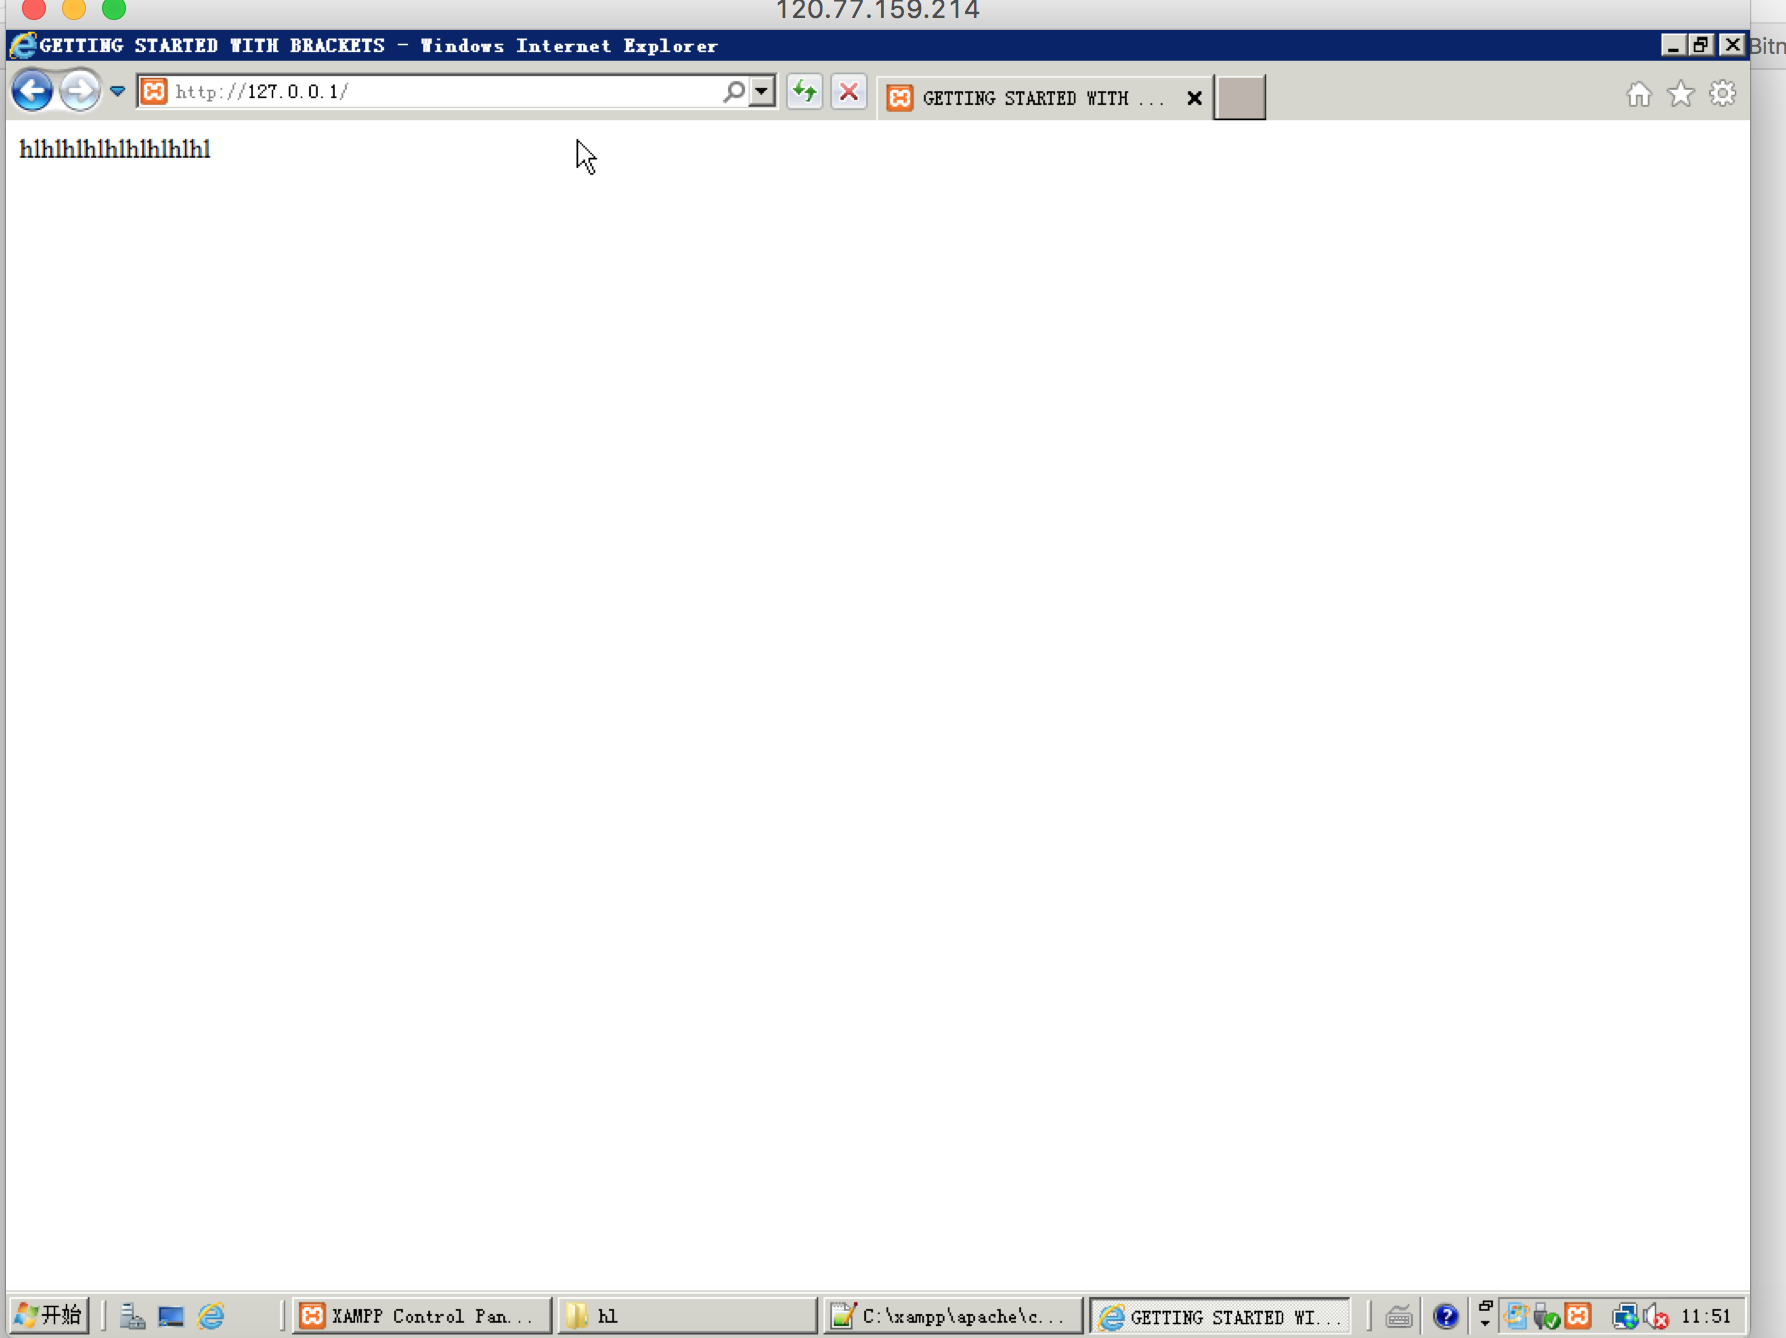 120.77.159.214
GETTING STARTED WITH BRACKETS - Windows Internet Explorer
Bitn
http://127.0.0.1/
GETTING STARTED WITH ...
hlhlhlhlhlhlhlhlhlhl
开始
XAMPP Control Pan...
hl
C:\xampp\apache\c...
GETTING STARTED WI...
11:51